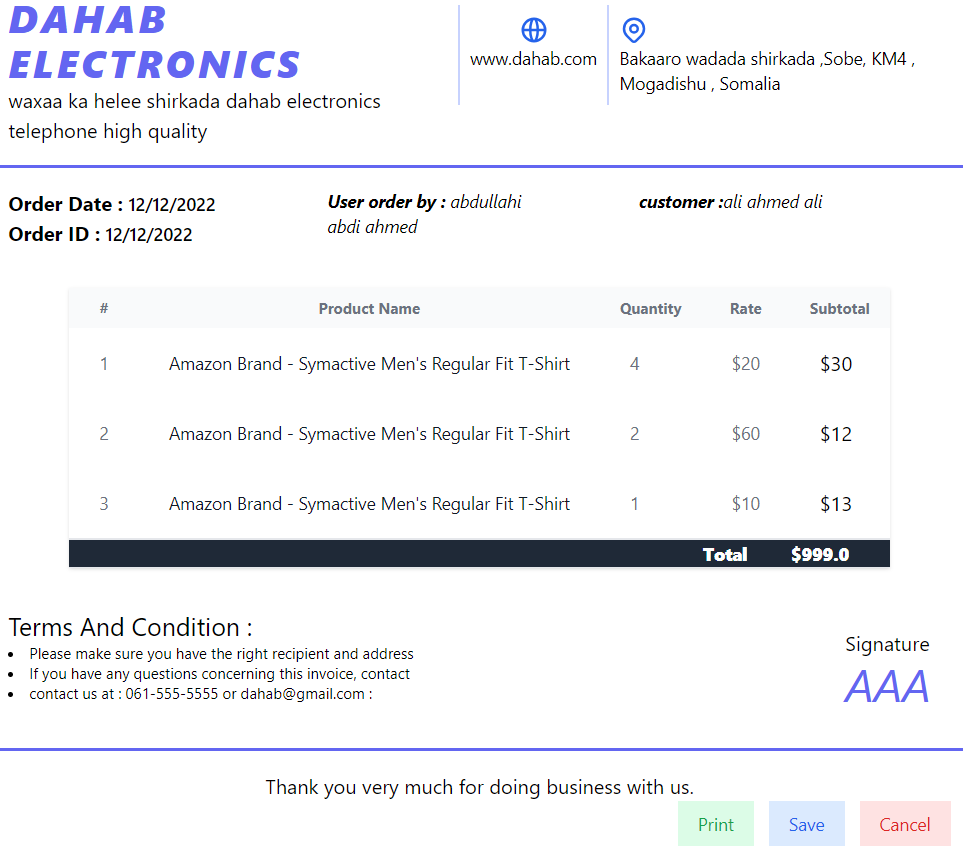 DAHAB
ELECTRONICS
waxaa ka helee shirkada dahab electronics
telephone high quality
www.dahab.com
Bakaaro wadada shirkada ,Sobe, KM4 ,
Mogadishu , Somalia
Order Date : 12/12/2022
Order ID : 12/12/2022
User order by : abdullahi
abdi ahmed
customer :ali ahmed ali
# Product Name Quantity Rate Subtotal
1 Amazon Brand - Symactive Men's Regular Fit T-Shirt 4 $20 $30
2 Amazon Brand - Symactive Men's Regular Fit T-Shirt 2 $60 $12
3 Amazon Brand - Symactive Men's Regular Fit T-Shirt 1 $10 $13
Total $999.0
Terms And Condition :
• Please make sure you have the right recipient and address
• If you have any questions concerning this invoice, contact
• contact us at : 061-555-5555 or dahab@gmail.com :
Signature
AAA
Thank you very much for doing business with us.
Print Save Cancel